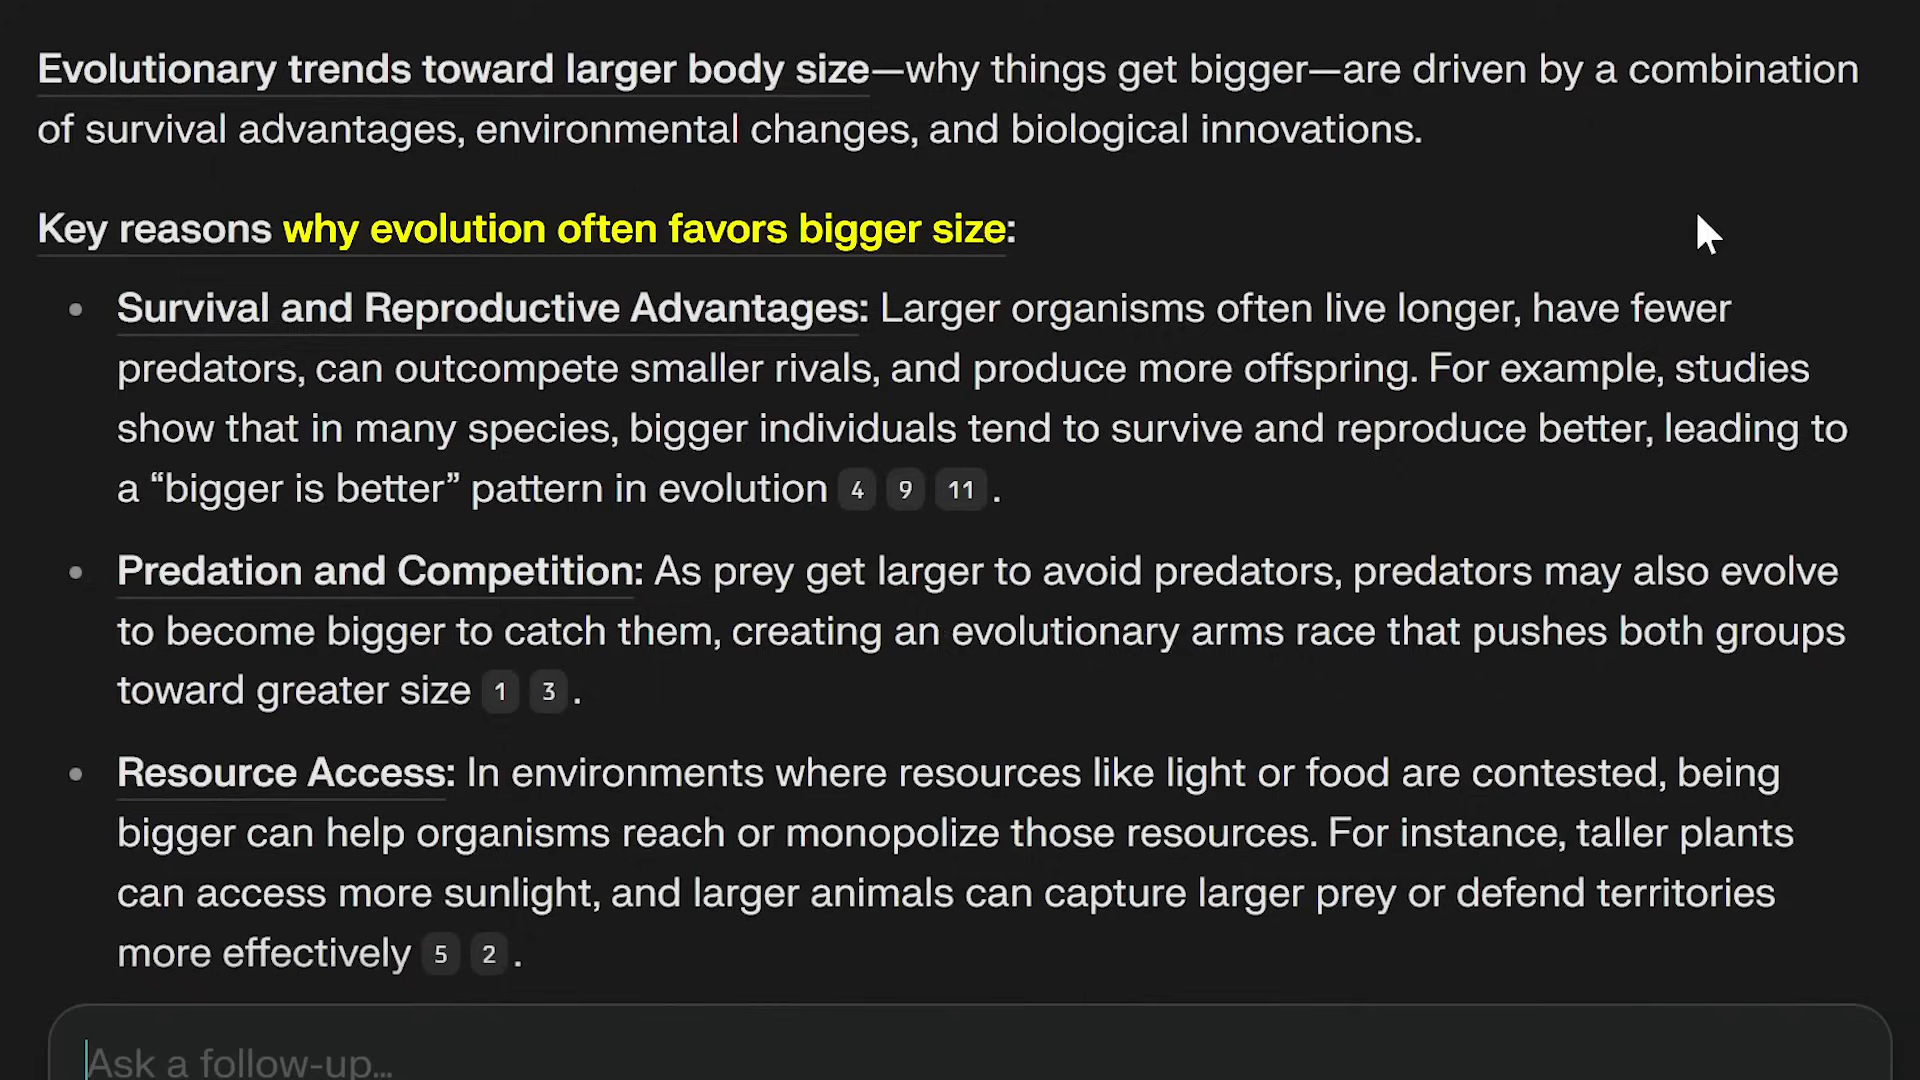 Evolutionary trends toward larger body size—why things get bigger—are driven by a combination
of survival advantages, environmental changes, and biological innovations.
Key reasons why evolution often favors bigger size:
• Survival and Reproductive Advantages: Larger organisms often live longer, have fewer
predators, can outcompete smaller rivals, and produce more offspring. For example, studies
show that in many species, bigger individuals tend to survive and reproduce better, leading to
a “bigger is better” pattern in evolution 4 9 11 .
• Predation and Competition: As prey get larger to avoid predators, predators may also evolve
to become bigger to catch them, creating an evolutionary arms race that pushes both groups
toward greater size 1 3 .
• Resource Access: In environments where resources like light or food are contested, being
bigger can help organisms reach or monopolize those resources. For instance, taller plants
can access more sunlight, and larger animals can capture larger prey or defend territories
more effectively 5 2 .
Ask a follow-up...